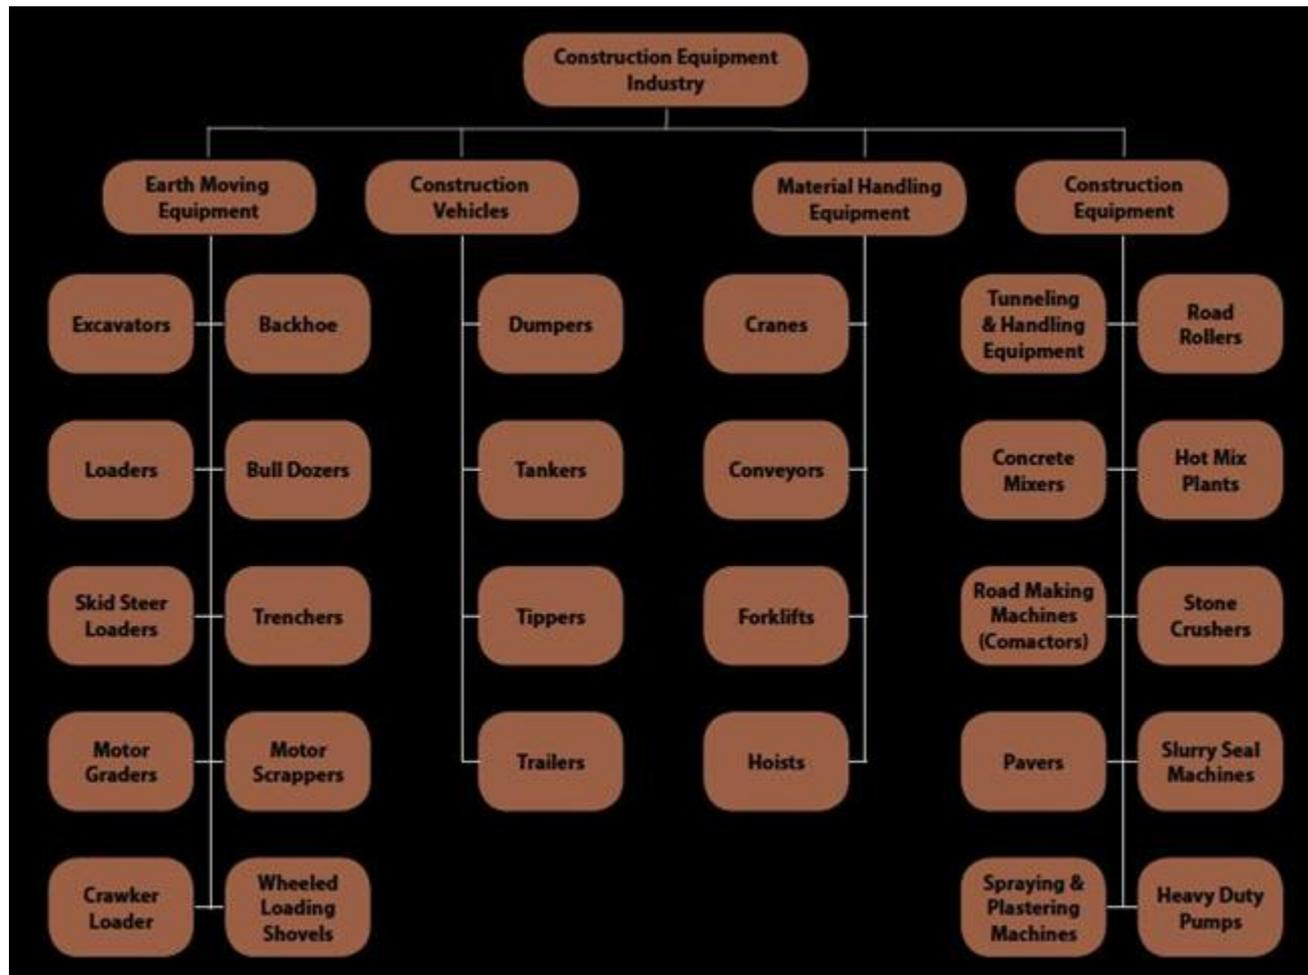 Construction Equipment
Industry
Earth Moving
Equipment
Construction
Vehicles
Material Handling
Equipment
Construction
Equipment
Excavators
Backhoe
Dumpers
Cranes
Tunneling
& Handling
Equipment
Road
Rollers
Loaders
Bull Dozers
Tankers
Conveyors
Concrete
Mixers
Hot Mix
Plants
Skid Steer
Loaders
Trenchers
Tippers
Forklifts
Road Making
Machines
(Comactors)
Stone
Crushers
Motor
Graders
Motor
Scrappers
Trailers
Hoists
Pavers
Slurry Seal
Machines
Crawker
Loader
Wheeled
Loading
Shovels
Spraying &
Plastering
Machines
Heavy Duty
Pumps